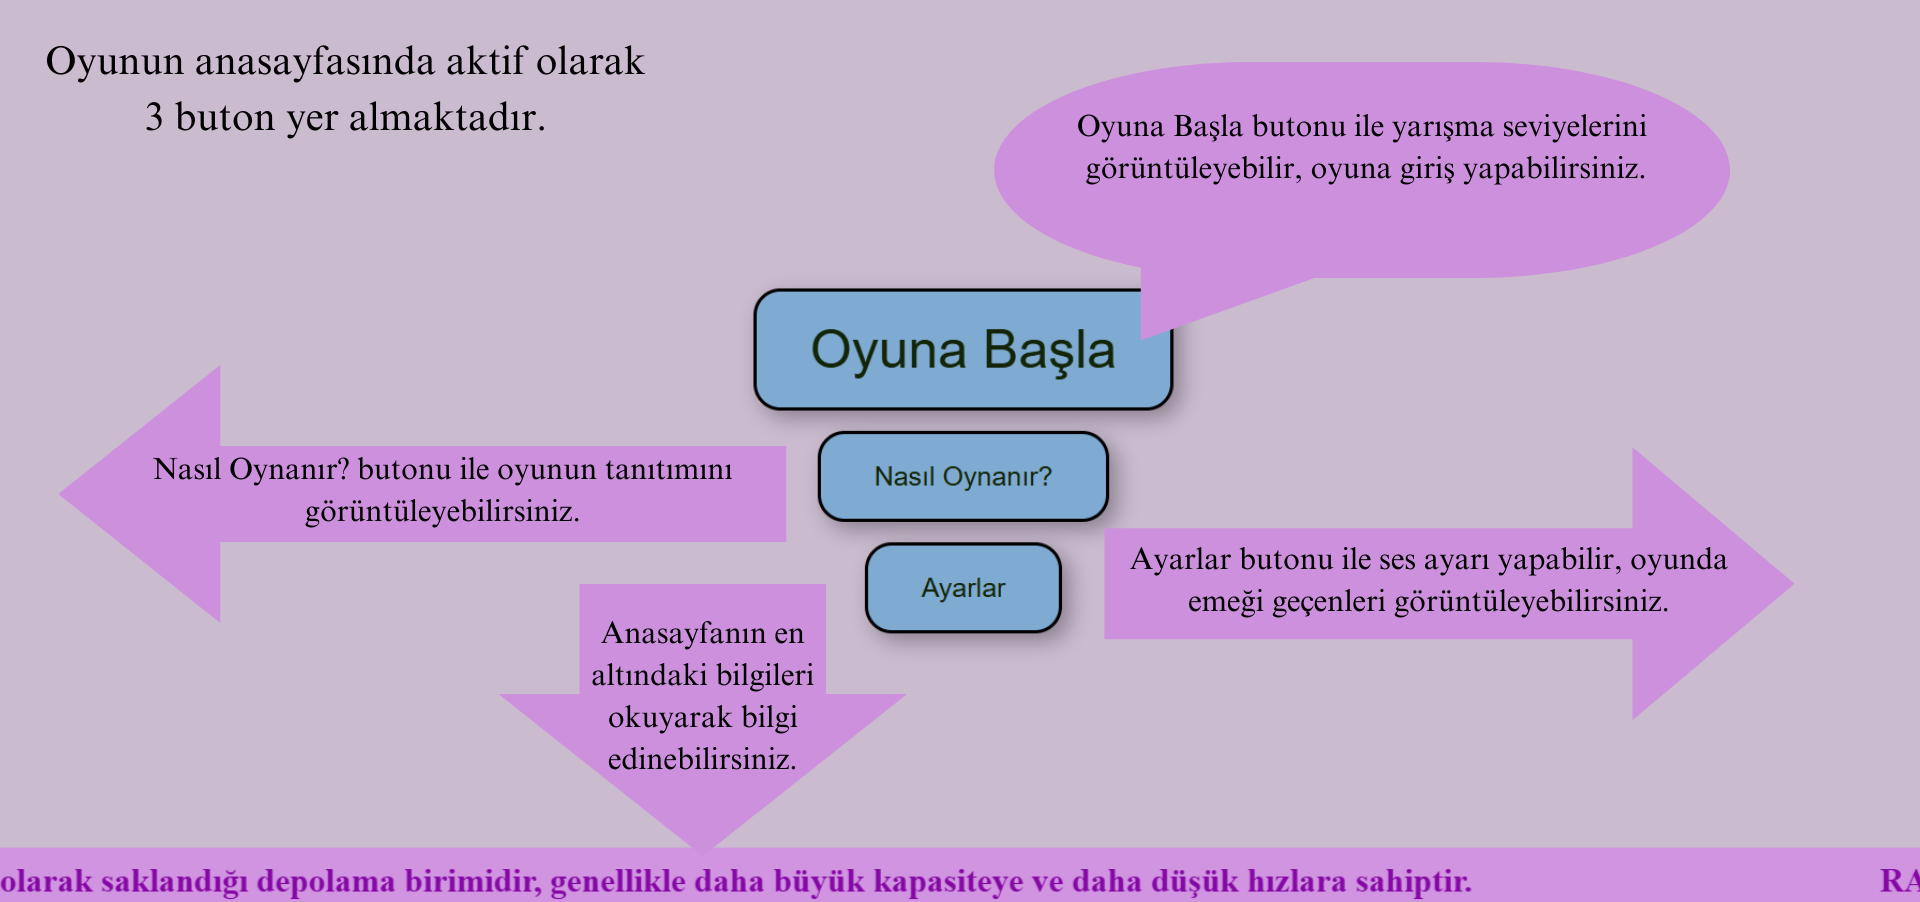 Oyunun anasayfasında aktif olarak
3 buton yer almaktadır.
Oyuna Başla butonu ile yarışma seviyelerini
görüntüleyebilir, oyuna giriş yapabilirsiniz.
Oyuna Başla
Nasıl Oynanır? butonu ile oyunun tanıtımını
görüntüleyebilirsiniz.
Nasıl Oynanır?
Ayarlar butonu ile ses ayarı yapabilir, oyunda
emeği geçenleri görüntüleyebilirsiniz.
Ayarlar
Anasayfanın en
altındaki bilgileri
okuyarak bilgi
edinebilirsiniz.
olarak saklandığı depolama birimidir, genellikle daha büyük kapasiteye ve daha düşük hızlara sahiptir.